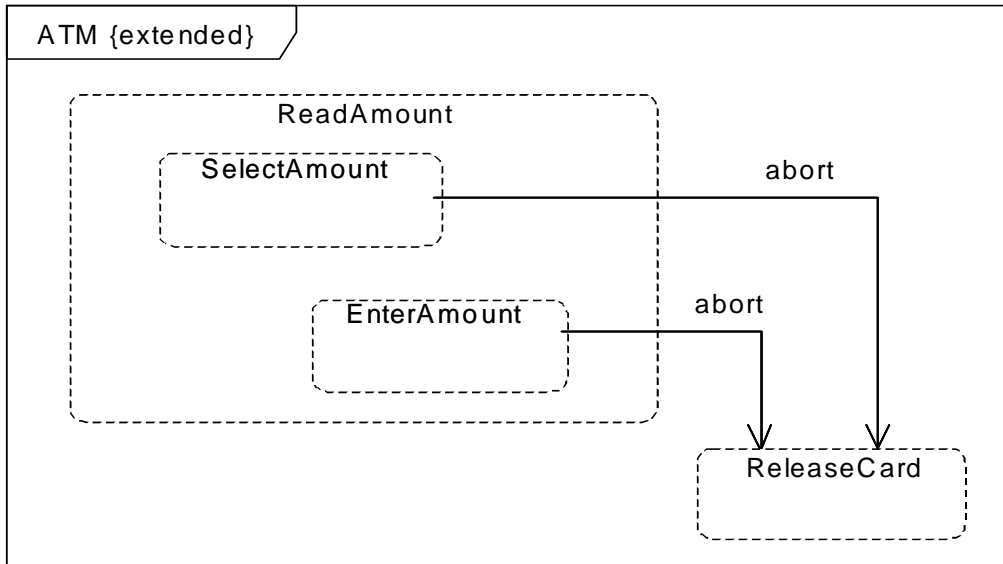 ATM {extended}
ReadAmount
SelectAmount
abort
EnterAmount
abort
ReleaseCard